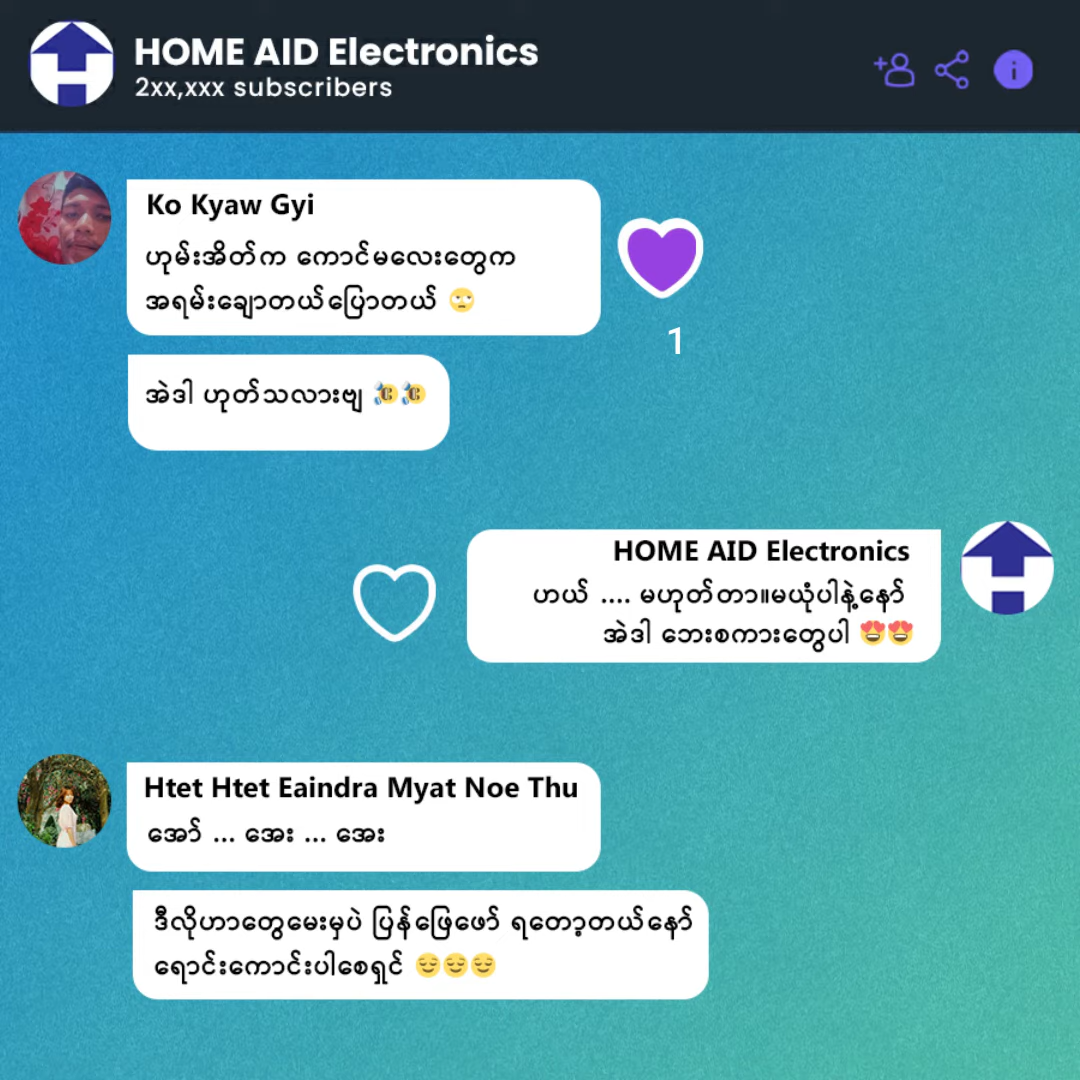 HOME AID Electronics
2xx,xxx subscribers
Ko Kyaw Gyi
ဟုမ်းအိတ်က ကောင်မလေးတွေက
အရမ်းချောတယ်ပြောတယ် 🙄
1
အဲဒါ ဟုတ်သလားဗျ 🤧🤧
HOME AID Electronics
ဟယ် .... မဟုတ်တာ။မယုံပါနဲ့နော်
အဲဒါ ဘေးစကားတွေပါ 😍😍
Htet Htet Eaindra Myat Noe Thu
အော် ... အေး ... အေး
ဒီလိုဟာတွေမေးမှပဲ ပြန်ဖြေဖော် ရတော့တယ်နော်
ရောင်းကောင်းပါစေရှင် 😌😌😌